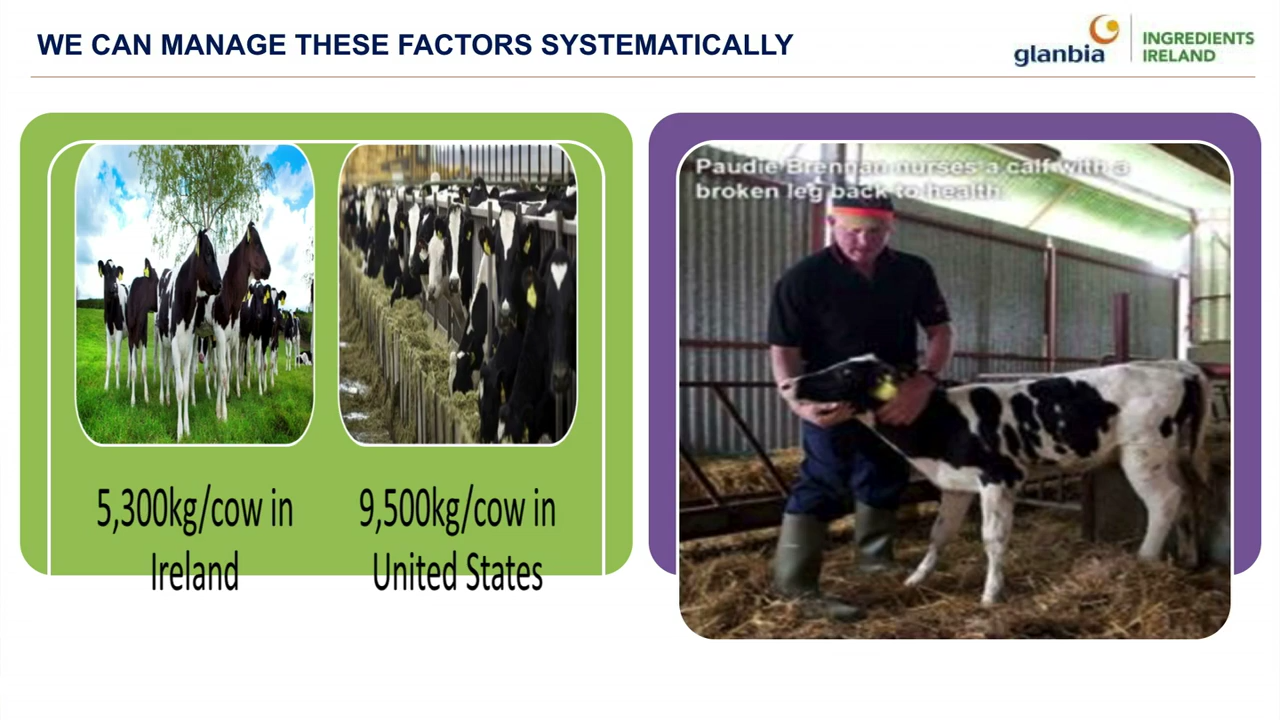 WE CAN MANAGE THESE FACTORS SYSTEMATICALLY
glanbia
INGREDIENTS
IRELAND
5,300kg/cow in
Ireland
9,500kg/cow in
United States
Paudie Brennan nurses a calf with a
broken leg back to health.